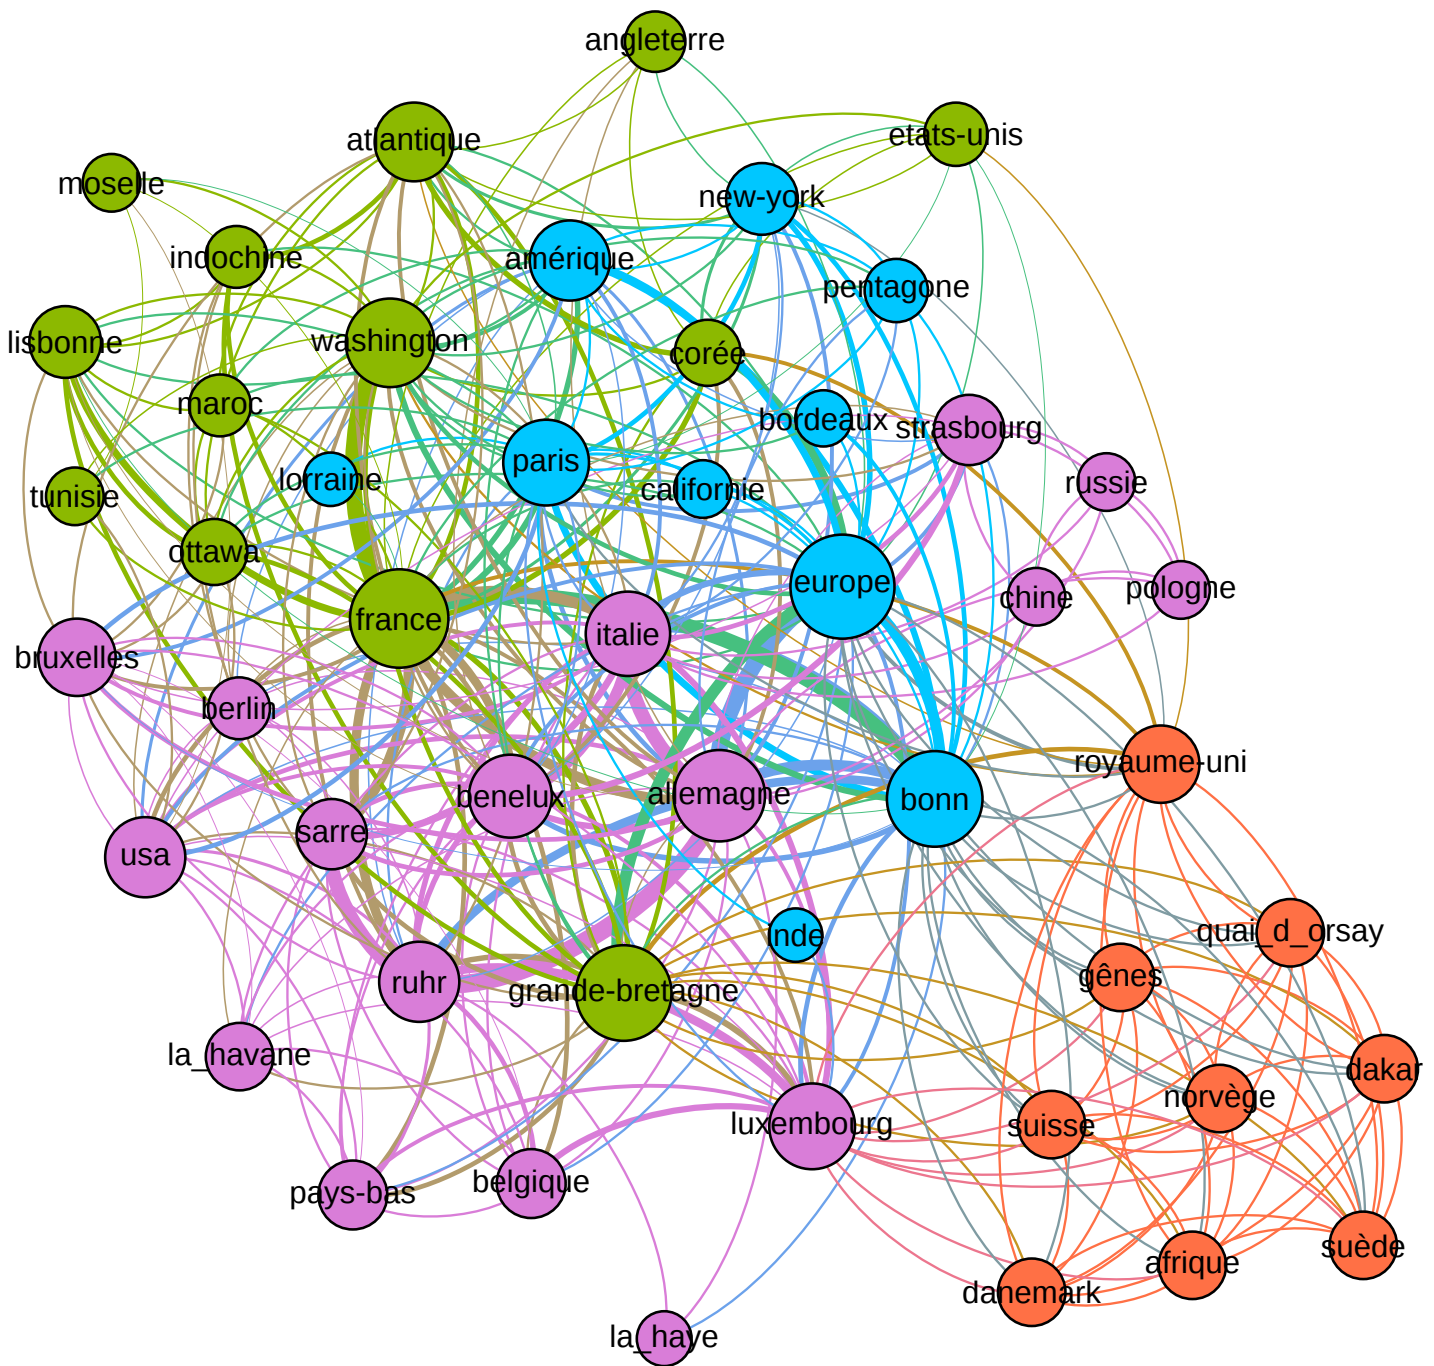 angleterre
etats-unis
atlantique
moselle
new-york
indochine
amérique
pentagone
lisbonne
washington
corée
maroc
bordeaux
strasbourg
paris
lorraine
californie
russie
tunisie
ottawa
europe
chine
pologne
france
italie
bruxelles
berlin
royaume-uni
benelux
allemagne
bonn
sarre
usa
inde
quai_d_orsay
gênes
ruhr
grande-bretagne
la_havane
dakar
norvège
luxembourg
suisse
belgique
pays-bas
suède
afrique
danemark
la_haye